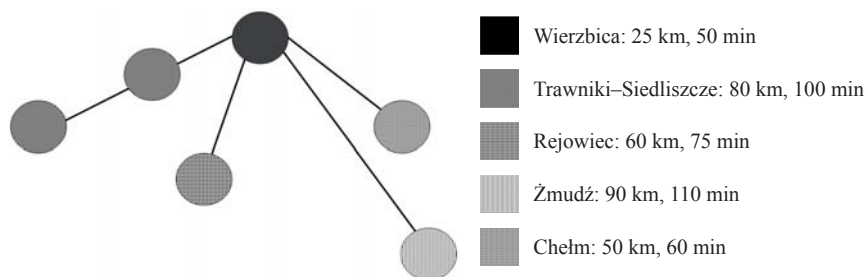 Wierzbica: 25 km, 50 min
Trawniki–Siedliszcze: 80 km, 100 min
Rejowiec: 60 km, 75 min
Żmudź: 90 km, 110 min
Chełm: 50 km, 60 min